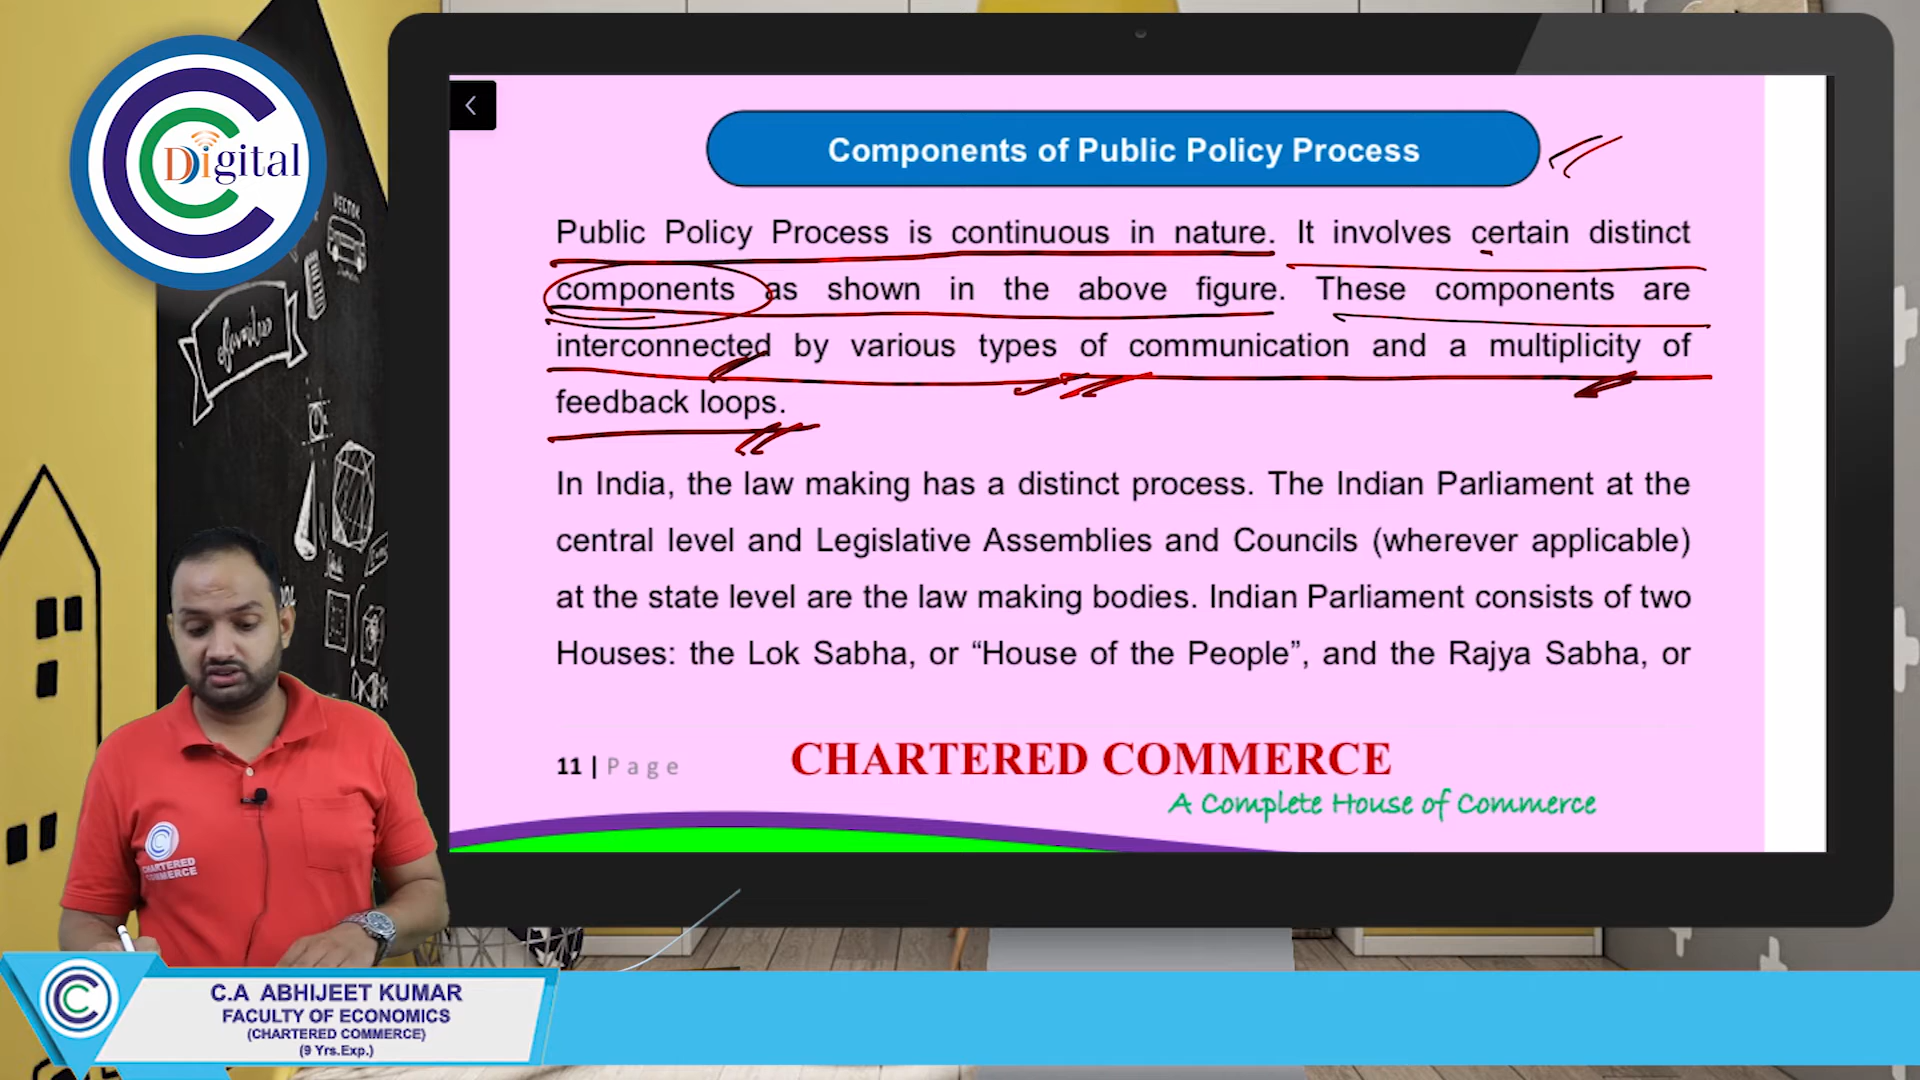 Digital
VECTOR
Favorites
Components of Public Policy Process
Public Policy Process is continuous in nature. It involves certain distinct
components as shown in the above figure. These components are
interconnected by various types of communication and a multiplicity of
feedback loops.
In India, the law making has a distinct process. The Indian Parliament at the
central level and Legislative Assemblies and Councils (wherever applicable)
at the state level are the law making bodies. Indian Parliament consists of two
Houses: the Lok Sabha, or “House of the People”, and the Rajya Sabha, or
11 | Page
CHARTERED COMMERCE
A Complete House of Commerce
CHARTERED
COMMERCE
C.A ABHIJEET KUMAR
FACULTY OF ECONOMICS
(CHARTERED COMMERCE)
(9 Yrs.Exp.)